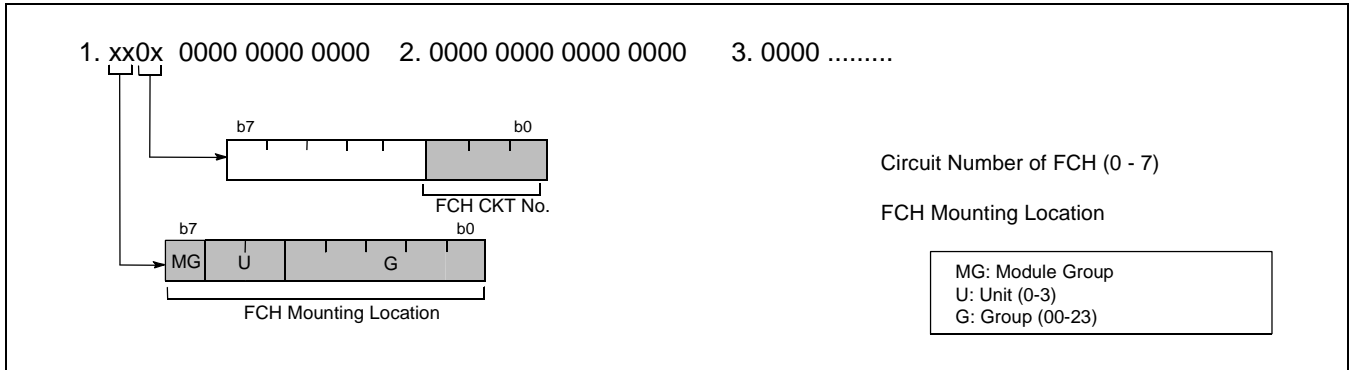 1. xx0x 0000 0000 0000 2. 0000 0000 0000 0000 3. 0000 .........
b7 b0
Circuit Number of FCH (0 - 7)
FCH CKT No.
FCH Mounting Location
b7 b0
MG U G
FCH Mounting Location
MG: Module Group
U: Unit (0-3)
G: Group (00-23)